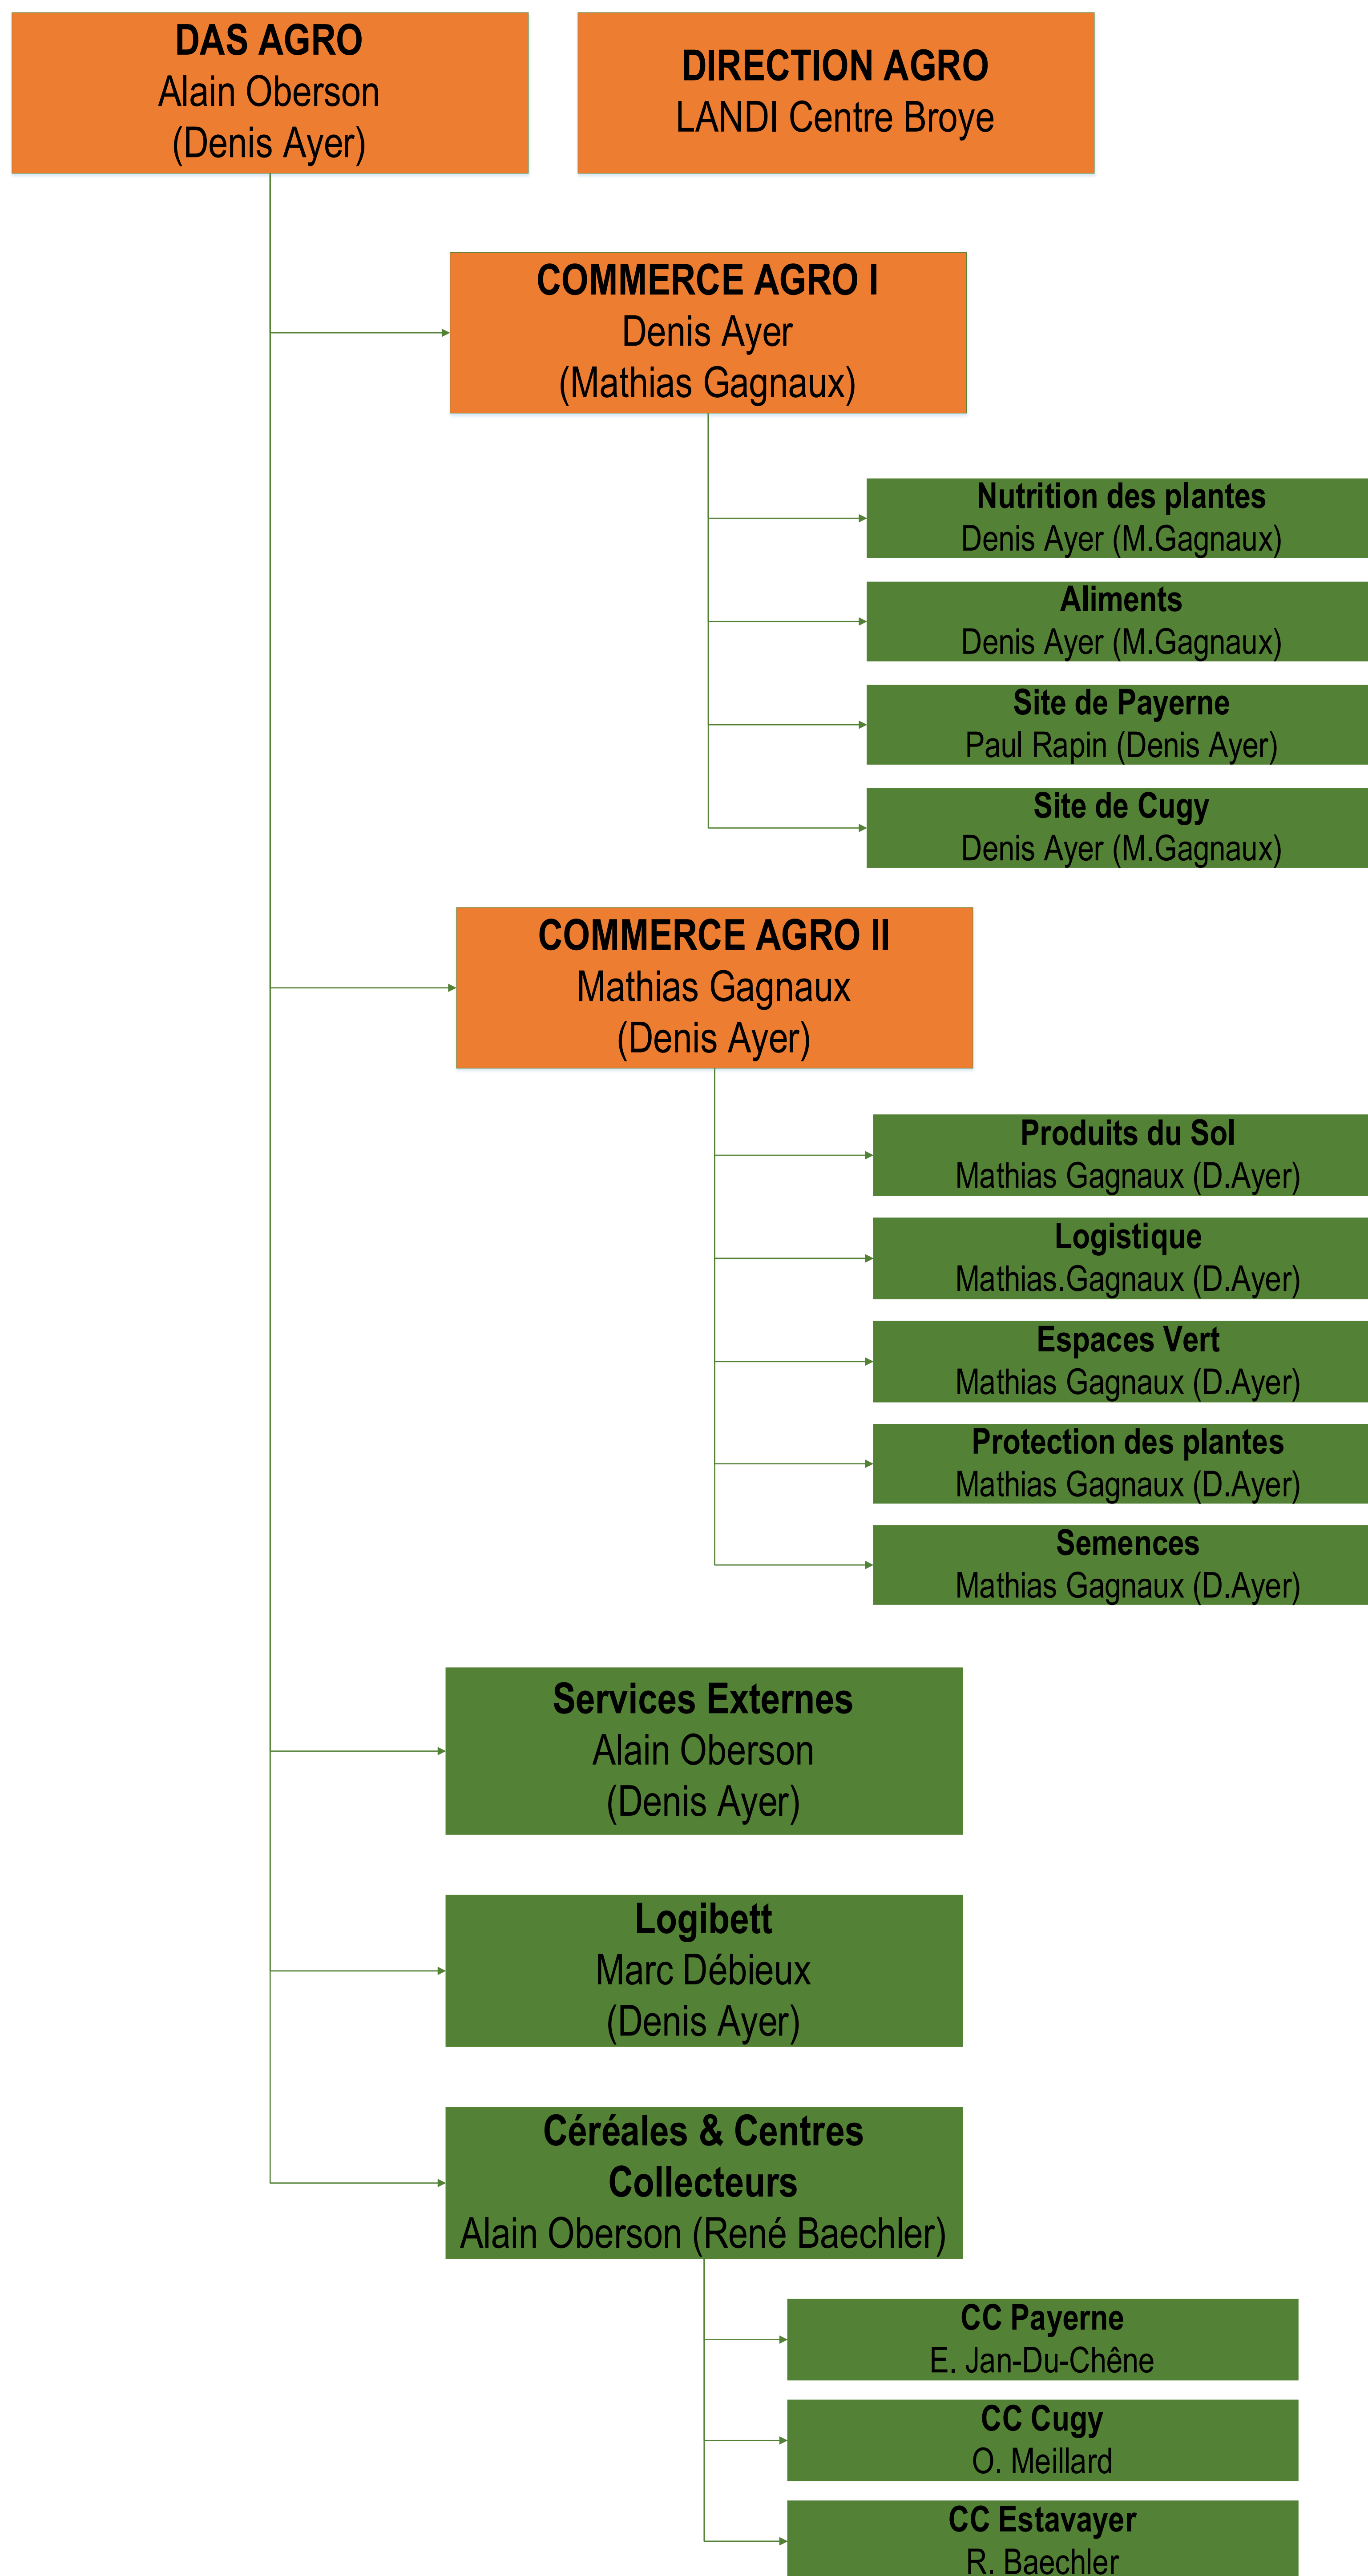 DAS AGRO
Alain Oberson
(Denis Ayer)
DIRECTION AGRO
LANDI Centre Broye
COMMERCE AGRO I
Denis Ayer
(Mathias Gagnaux)
Nutrition des plantes
Denis Ayer (M.Gagnaux)
Aliments
Denis Ayer (M.Gagnaux)
Site de Payerne
Paul Rapin (Denis Ayer)
Site de Cugy
Denis Ayer (M.Gagnaux)
COMMERCE AGRO II
Mathias Gagnaux
(Denis Ayer)
Produits du Sol
Mathias Gagnaux (D.Ayer)
Logistique
Mathias.Gagnaux (D.Ayer)
Espaces Vert
Mathias Gagnaux (D.Ayer)
Protection des plantes
Mathias Gagnaux (D.Ayer)
Semences
Mathias Gagnaux (D.Ayer)
Services Externes
Alain Oberson
(Denis Ayer)
Logibett
Marc Débieux
(Denis Ayer)
Céréales & Centres
Collecteurs
Alain Oberson (René Baechler)
CC Payerne
E. Jan-Du-Chêne
CC Cugy
O. Meillard
CC Estavayer
R. Baechler